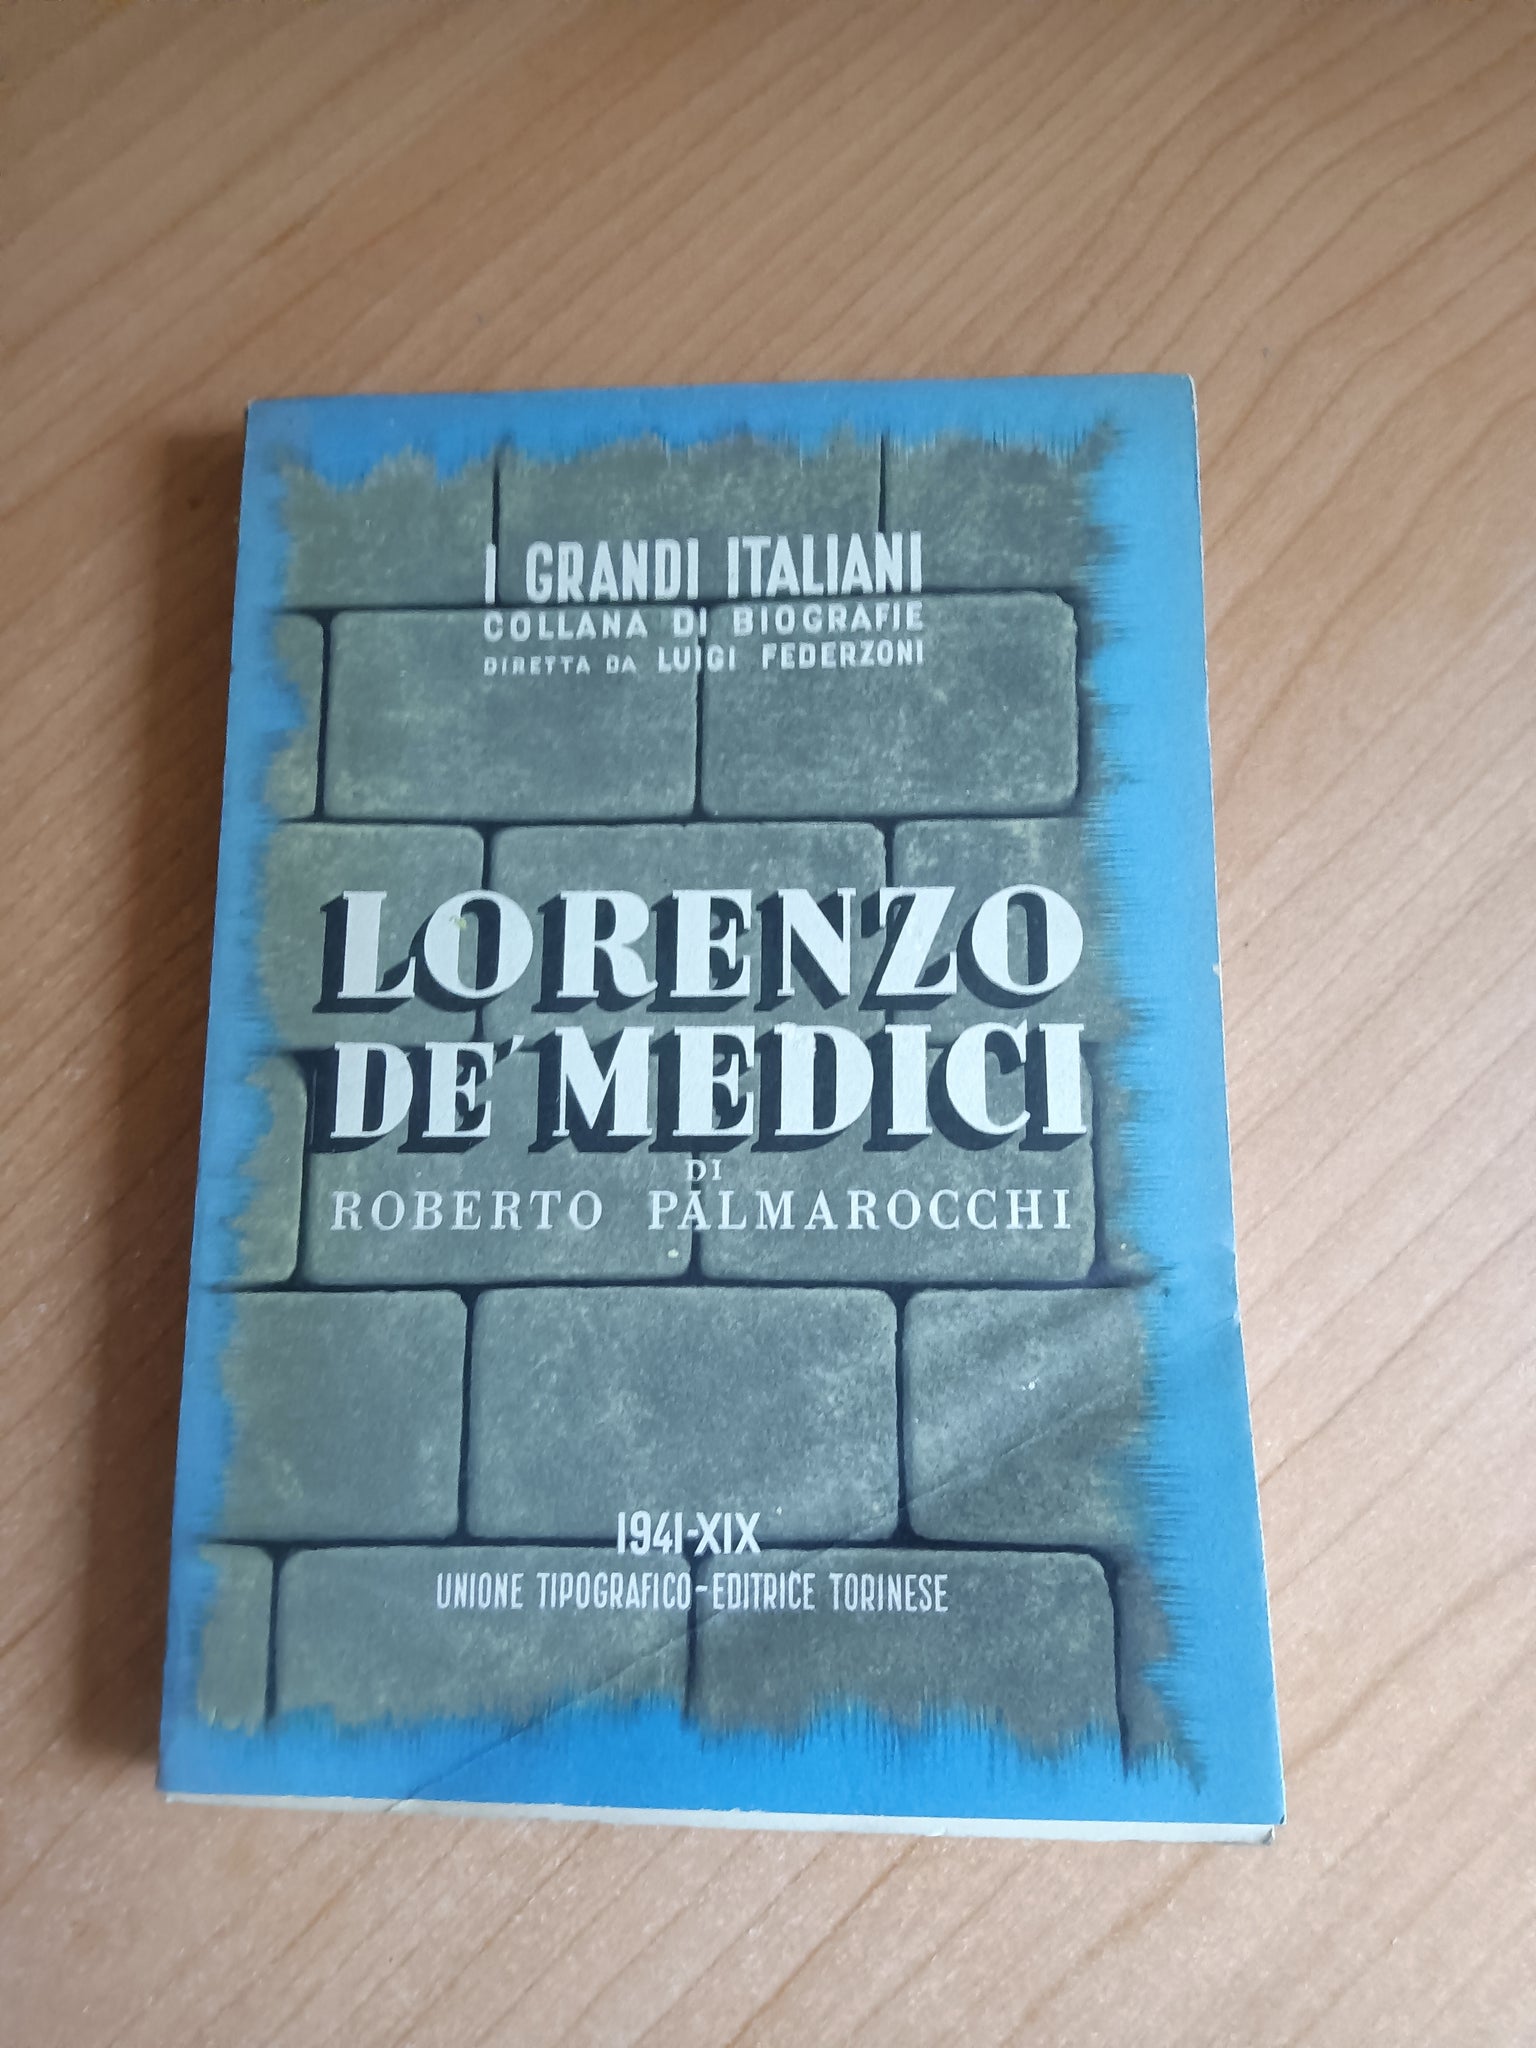 I GRANDI ITALIANI
COLLANA DI BIOGRAFIE
DIRETTA DA LUIGI FEDERZONI
LORENZO
DE' MEDICI
DI
ROBERTO PALMAROCCHI
1941-XIX
UNIONE TIPOGRAFICO-EDITRICE TORINESE